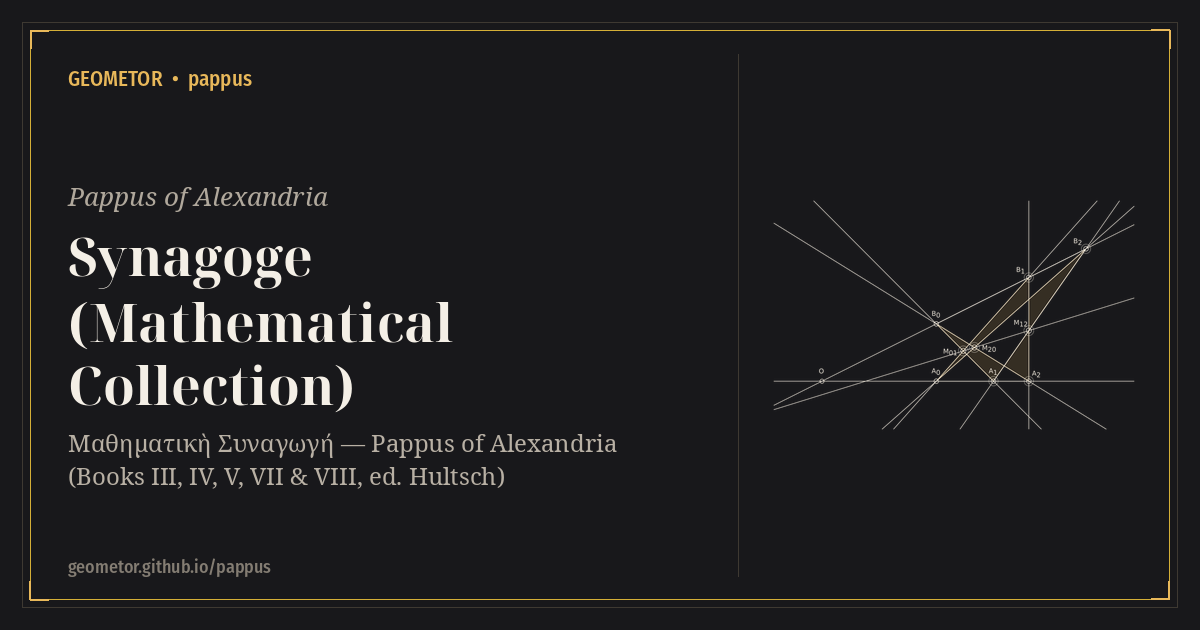 GEOMETOR • pappus
Pappus of Alexandria
Synagoge
(Mathematical
Collection)
Μαθηματικὴ Συναγωγή — Pappus of Alexandria
(Books III, IV, V, VII & VIII, ed. Hultsch)
geometor.github.io/pappus
B2
B1
B0
M12
M01
M20
O
A0
A1
A2